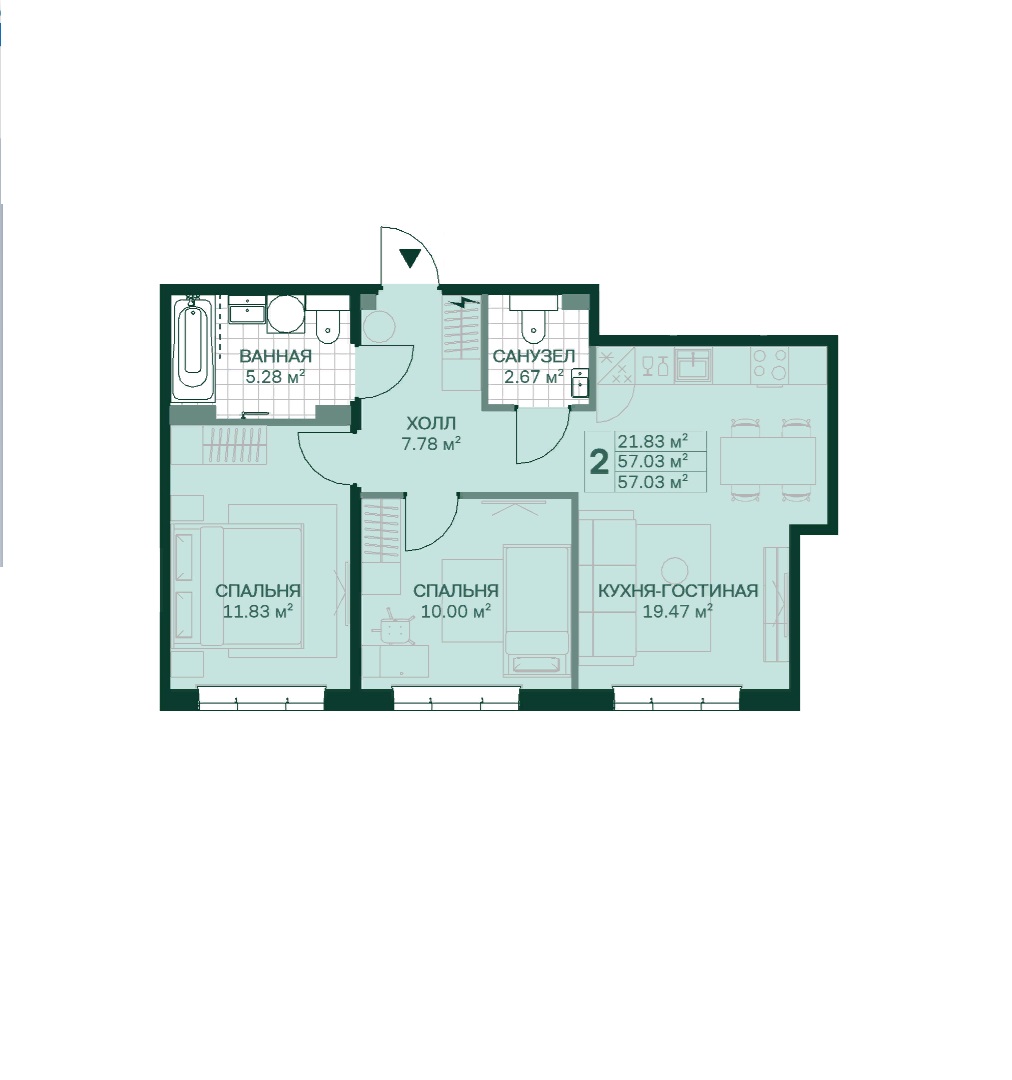 ВАННАЯ
5.28 м²
САНУЗЕЛ
2.67 м²
ХОЛЛ
7.78 м²
2
21.83 м²
57.03 м²
57.03 м²
СПАЛЬНЯ
11.83 м²
СПАЛЬНЯ
10.00 м²
КУХНЯ-ГОСТИНАЯ
19.47 м²